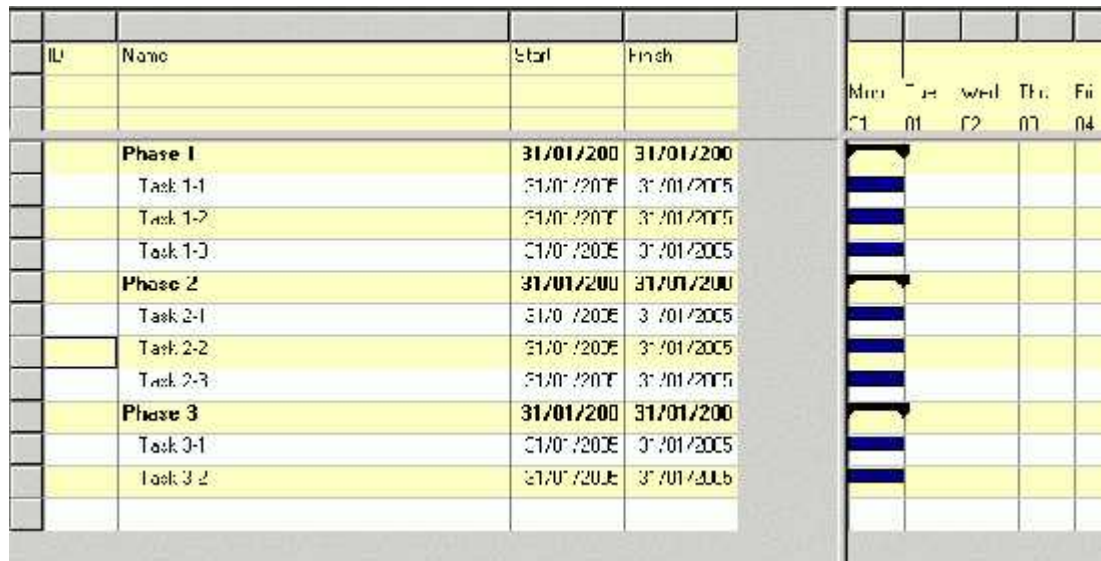 ID Name Start Finish
Mon Tue Wed Thu Fri
31 01 02 03 04
Phase 1 31/01/200 31/01/200
Task 1-1 31/01/2005 31/01/2005
Task 1-2 31/01/2005 31/01/2005
Task 1-3 31/01/2005 31/01/2005
Phase 2 31/01/200 31/01/200
Task 2-1 31/01/2005 31/01/2005
Task 2-2 31/01/2005 31/01/2005
Task 2-3 31/01/2005 31/01/2005
Phase 3 31/01/200 31/01/200
Task 3-1 31/01/2005 31/01/2005
Task 3-2 31/01/2005 31/01/2005